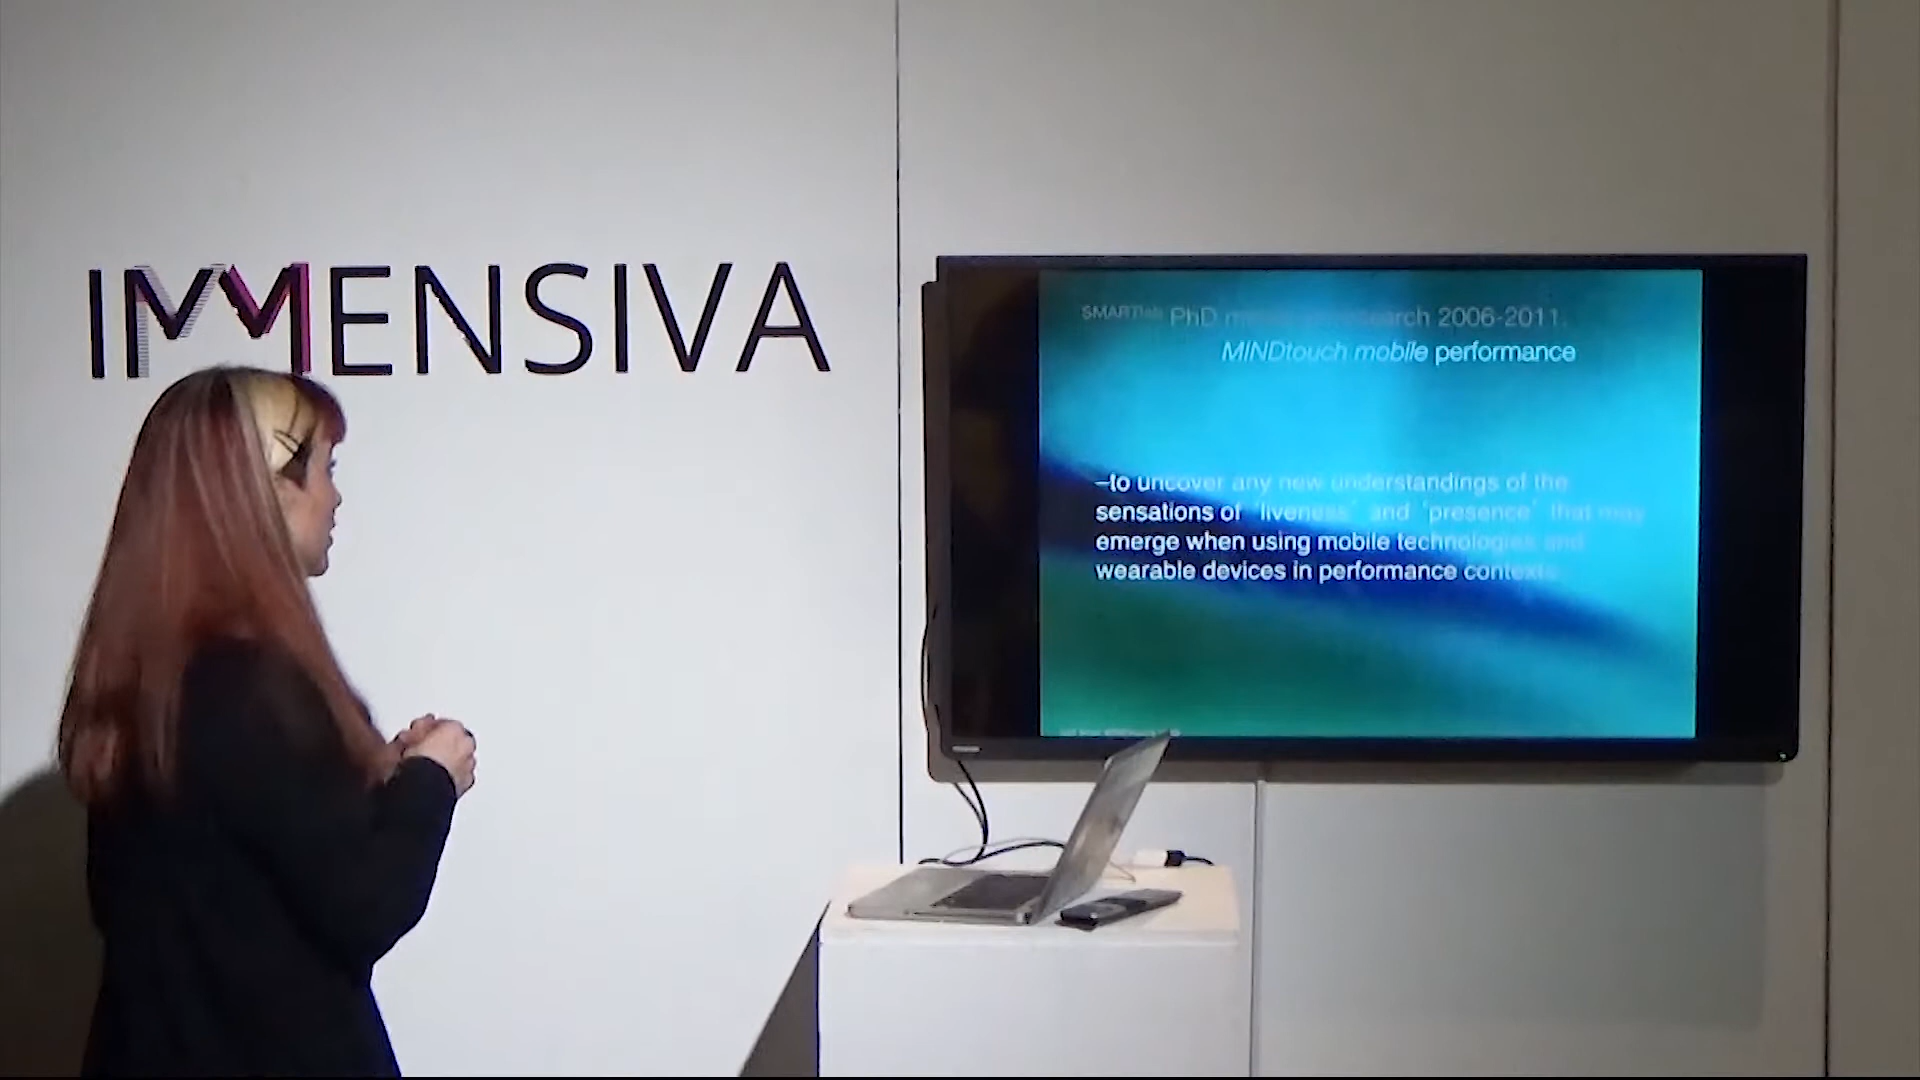 IMMENSIVA
SMARTlab PhD research 2006-2011.
MINDtouch mobile performance
–to uncover any new understandings of the
sensations of 'liveness' and 'presence' that may
emerge when using mobile technologies and
wearable devices in performance contexts